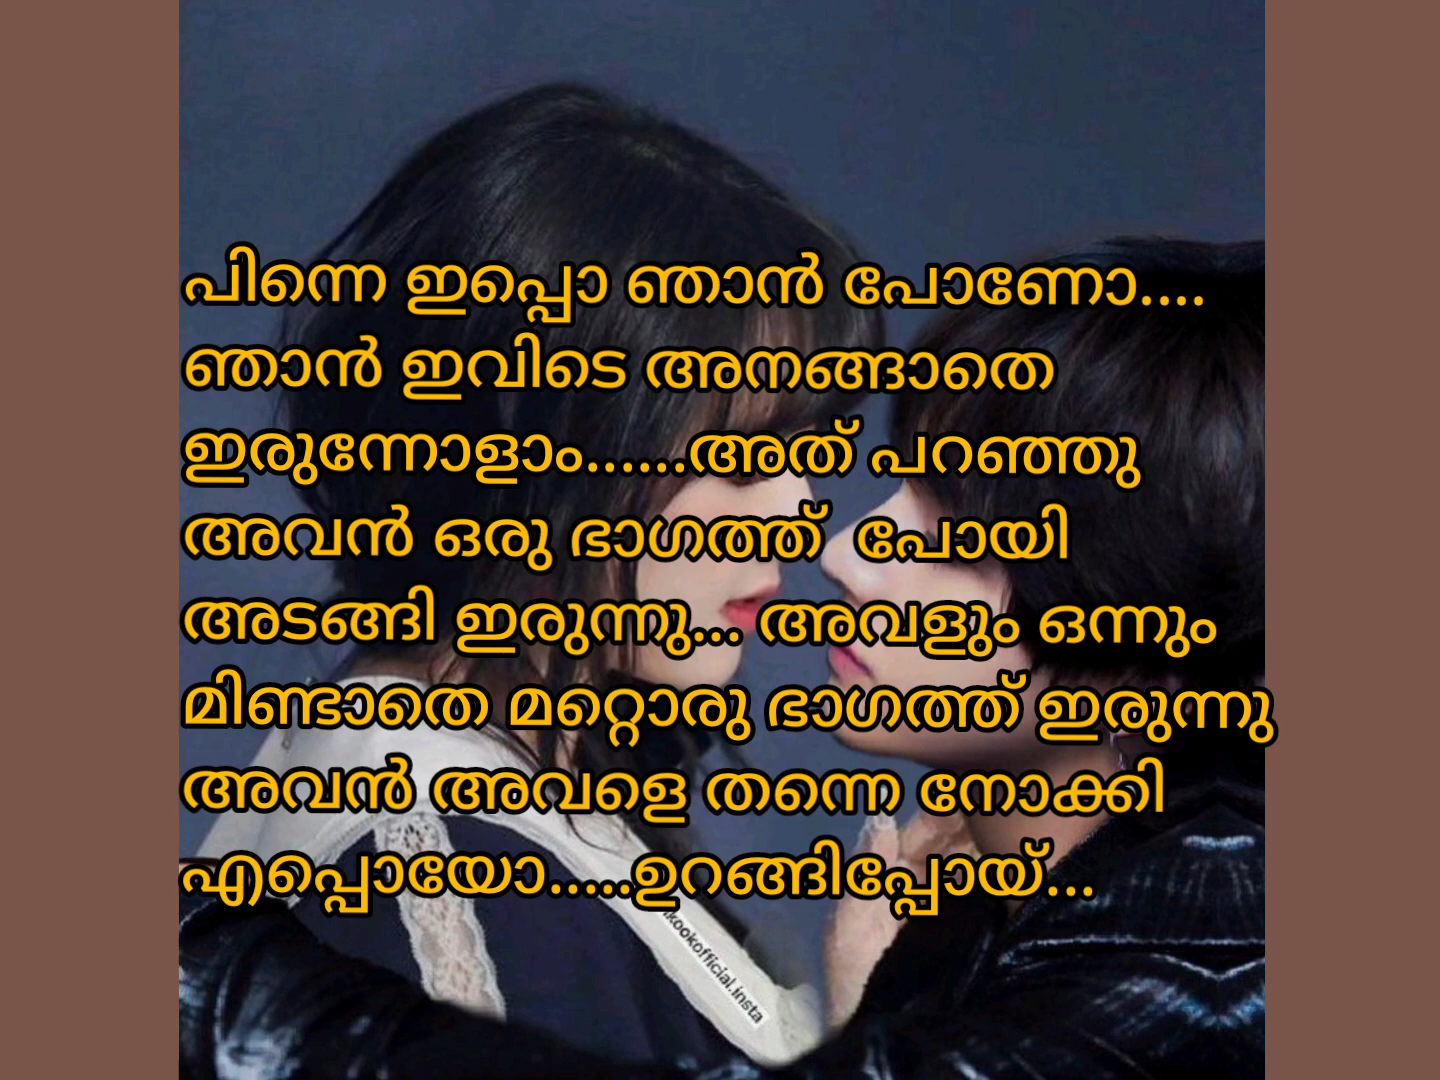 പിന്നെ ഇപ്പൊ ഞാൻ പോണോ....
ഞാൻ ഇവിടെ അനങ്ങാതെ
ഇരുന്നോളാം......അത് പറഞ്ഞു
അവൻ ഒരു ഭാഗത്ത്  പോയി
അടങ്ങി ഇരുന്നു... അവളും ഒന്നും
മിണ്ടാതെ മറ്റൊരു ഭാഗത്ത് ഇരുന്നു
അവൻ അവളെ തന്നെ നോക്കി
എപ്പൊയോ.....ഉറങ്ങിപ്പോയ്...